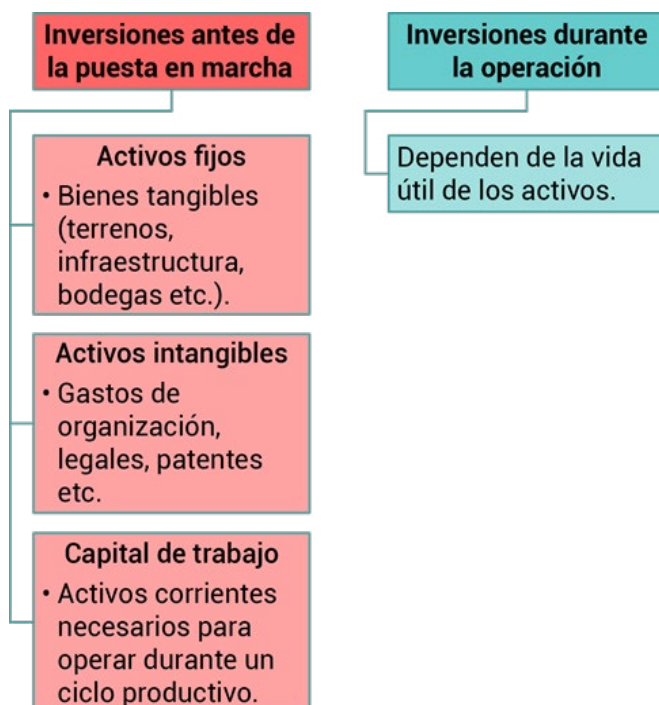 Inversiones antes de
la puesta en marcha
Activos fijos
• Bienes tangibles
(terrenos,
infraestructura,
bodegas etc.).
Activos intangibles
• Gastos de
organización,
legales, patentes
etc.
Capital de trabajo
• Activos corrientes
necesarios para
operar durante un
ciclo productivo.
Inversiones durante
la operación
Dependen de la vida
útil de los activos.